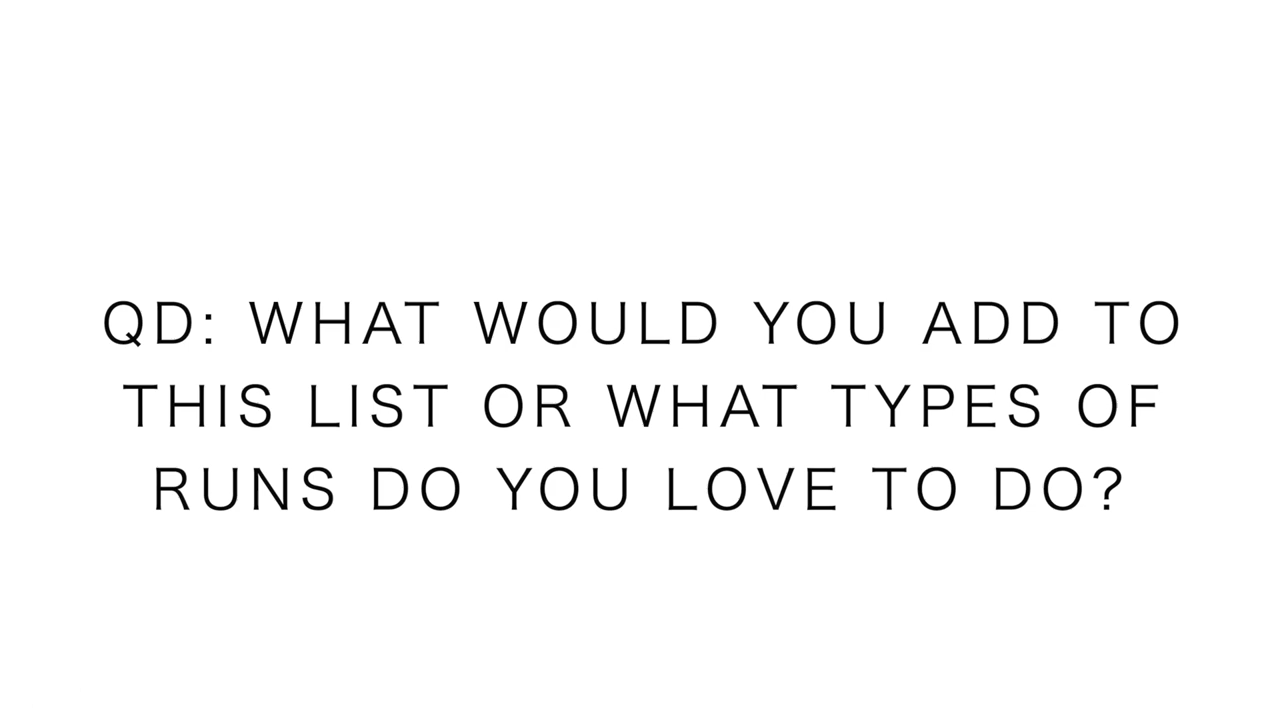 QD: WHAT WOULD YOU ADD TO
THIS LIST OR WHAT TYPES OF
RUNS DO YOU LOVE TO DO?